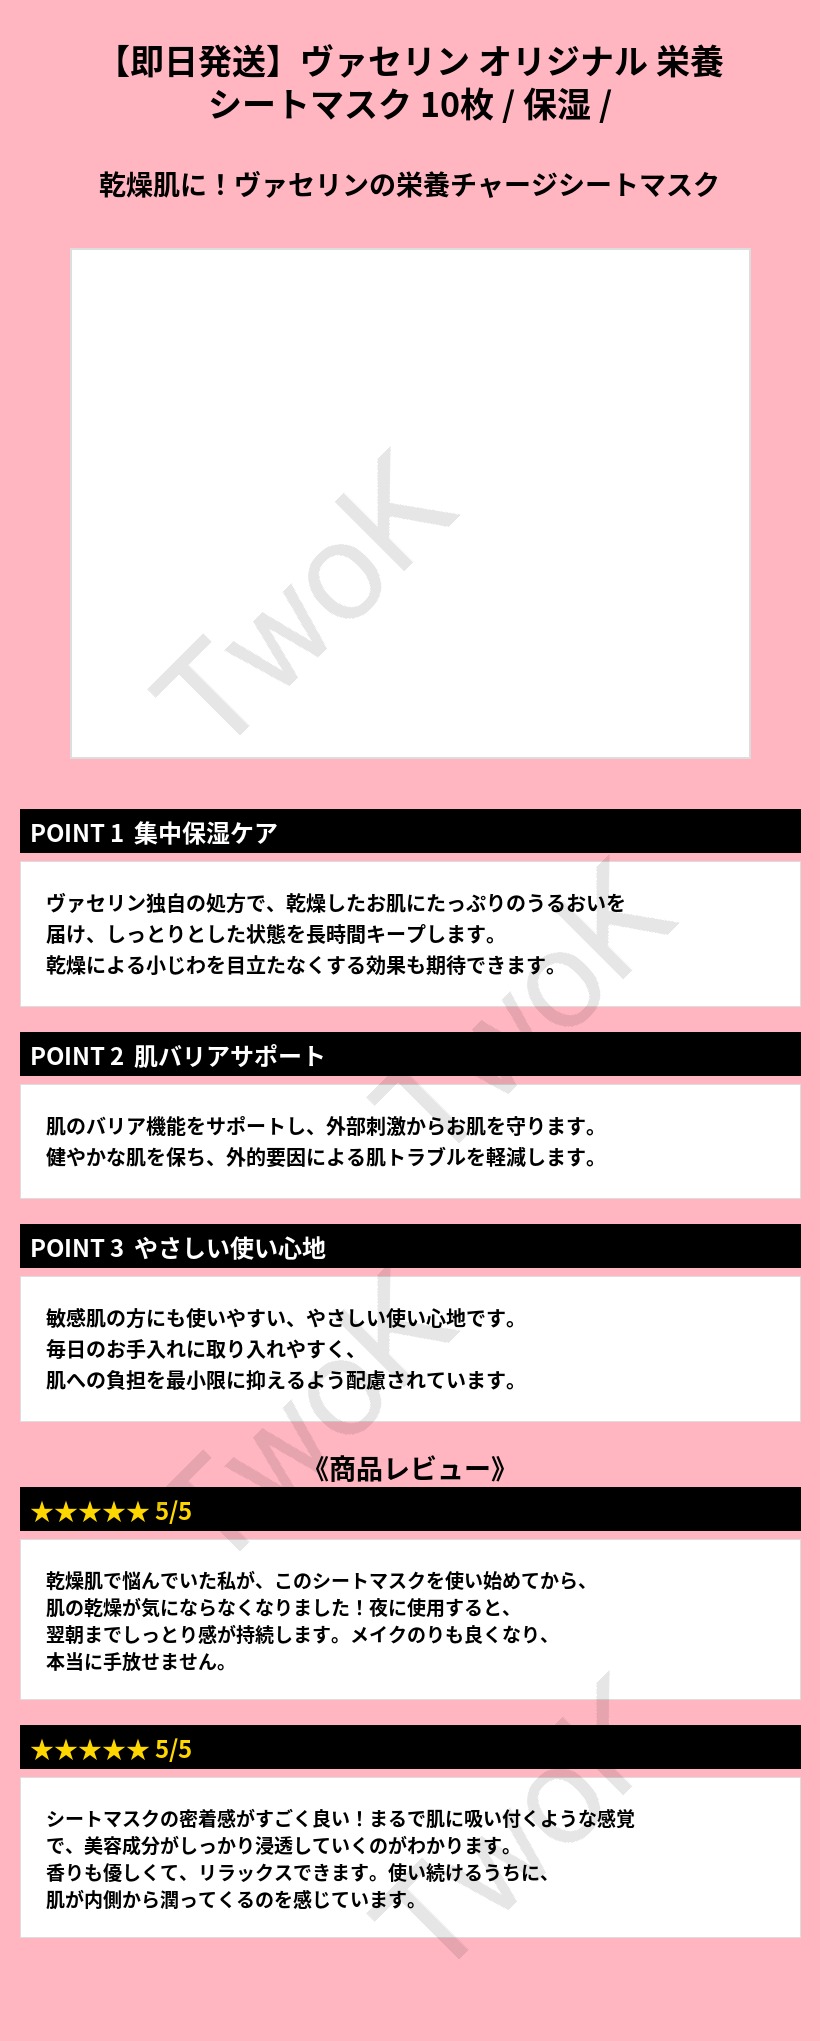 【即日発送】ヴァセリン オリジナル 栄養
シートマスク 10枚 / 保湿 /
乾燥肌に！ヴァセリンの栄養チャージシートマスク
TwoK
POINT 1 集中保湿ケア
ヴァセリン独自の処方で、乾燥したお肌にたっぷりのうるおいを
届け、しっとりとした状態を長時間キープします。
乾燥による小じわを目立たなくする効果も期待できます。
TwoK
POINT 2 肌バリアサポート
肌のバリア機能をサポートし、外部刺激からお肌を守ります。
健やかな肌を保ち、外的要因による肌トラブルを軽減します。
POINT 3 やさしい使い心地
敏感肌の方にも使いやすい、やさしい使い心地です。
毎日のお手入れに取り入れやすく、
肌への負担を最小限に抑えるよう配慮されています。
TwoK
《商品レビュー》
★★★★★ 5/5
乾燥肌で悩んでいた私が、このシートマスクを使い始めてから、
肌の乾燥が気にならなくなりました！夜に使用すると、
翌朝までしっとり感が持続します。メイクのりも良くなり、
本当に手放せません。
★★★★★ 5/5
シートマスクの密着感がすごく良い！まるで肌に吸い付くような感覚
で、美容成分がしっかり浸透していくのがわかります。
香りも優しくて、リラックスできます。使い続けるうちに、
肌が内側から潤ってくるのを感じています。
TwoK